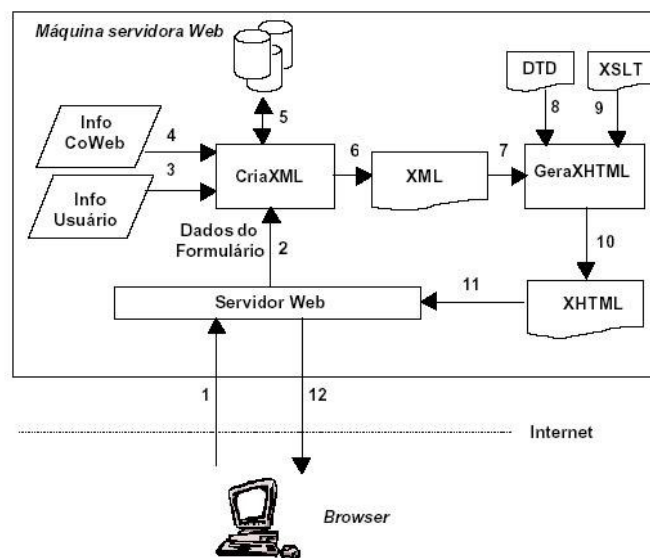 Máquina servidora Web
DTD
XSLT
Info
CoWeb
4
5
8
9
3
6
7
CriaXML
XML
GeraXHTML
Info
Usuário
Dados do
Formulário
2
10
11
Servidor Web
XHTML
1
12
Internet
Browser